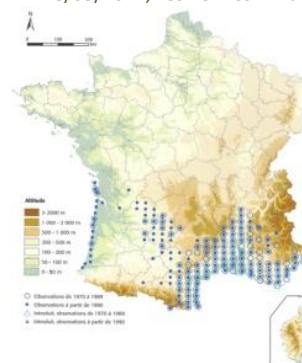 N
0
200
Altitude
> 2000 m
1 000 - 2 000 m
500 - 1 000 m
200 - 500 m
100 - 200 m
50 - 100 m
0 - 50 m
Observations de 1970 à 1989
Observations à partir de 1990
Introduit, observations de 1970 à 1989
Introduit, observations à partir de 1990